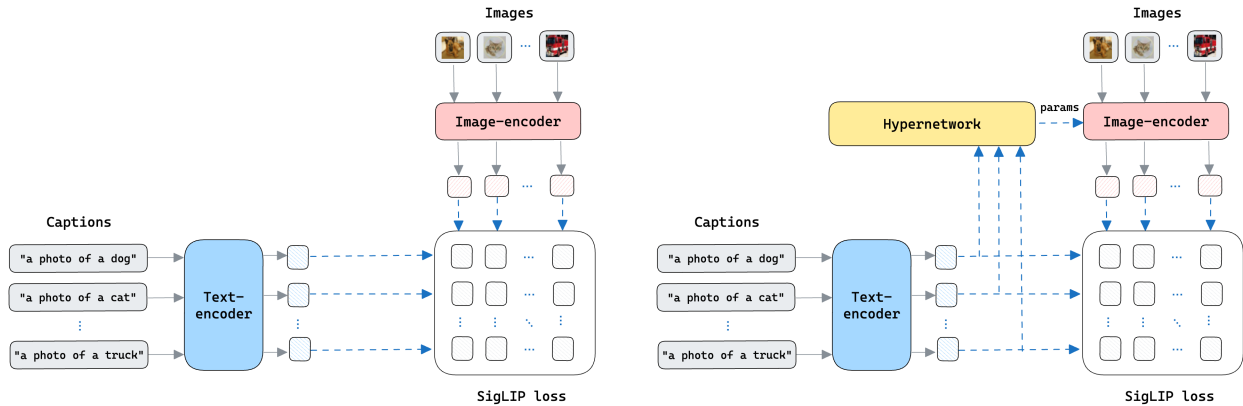 Images
Image-encoder
Captions
"a photo of a dog"
"a photo of a cat"
"a photo of a truck"
Text-
encoder
SigLIP loss
Images
Hypernetwork
params
Image-encoder
Captions
"a photo of a dog"
"a photo of a cat"
"a photo of a truck"
Text-
encoder
SigLIP loss